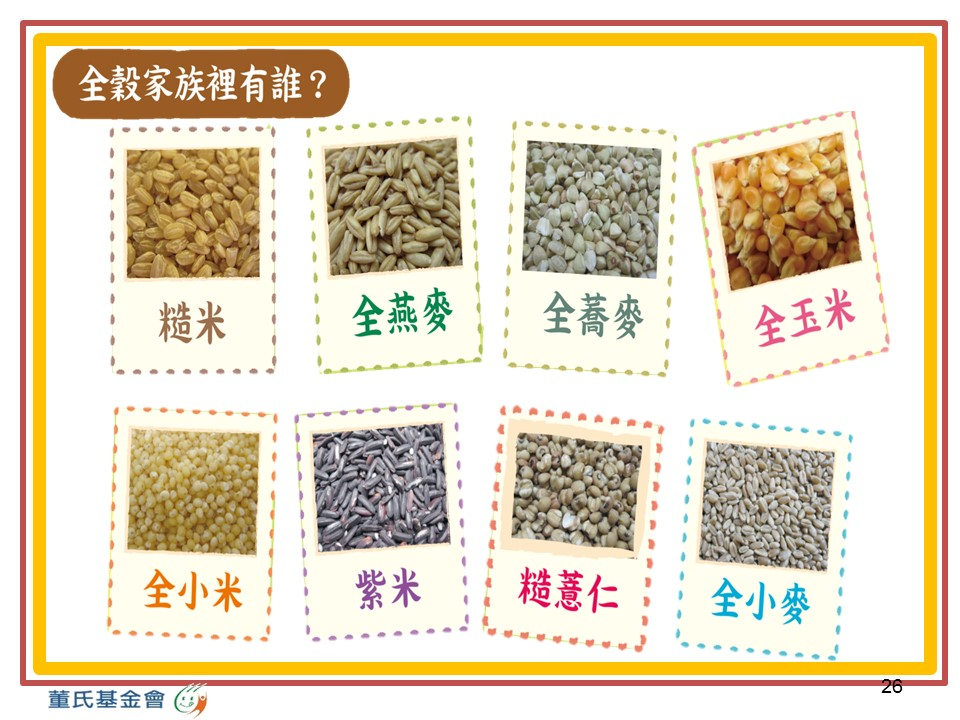 全穀家族裡有誰？
糙米
全燕麥
全蕎麥
全玉米
全小米
紫米
糙薏仁
全小麥
董氏基金會
26